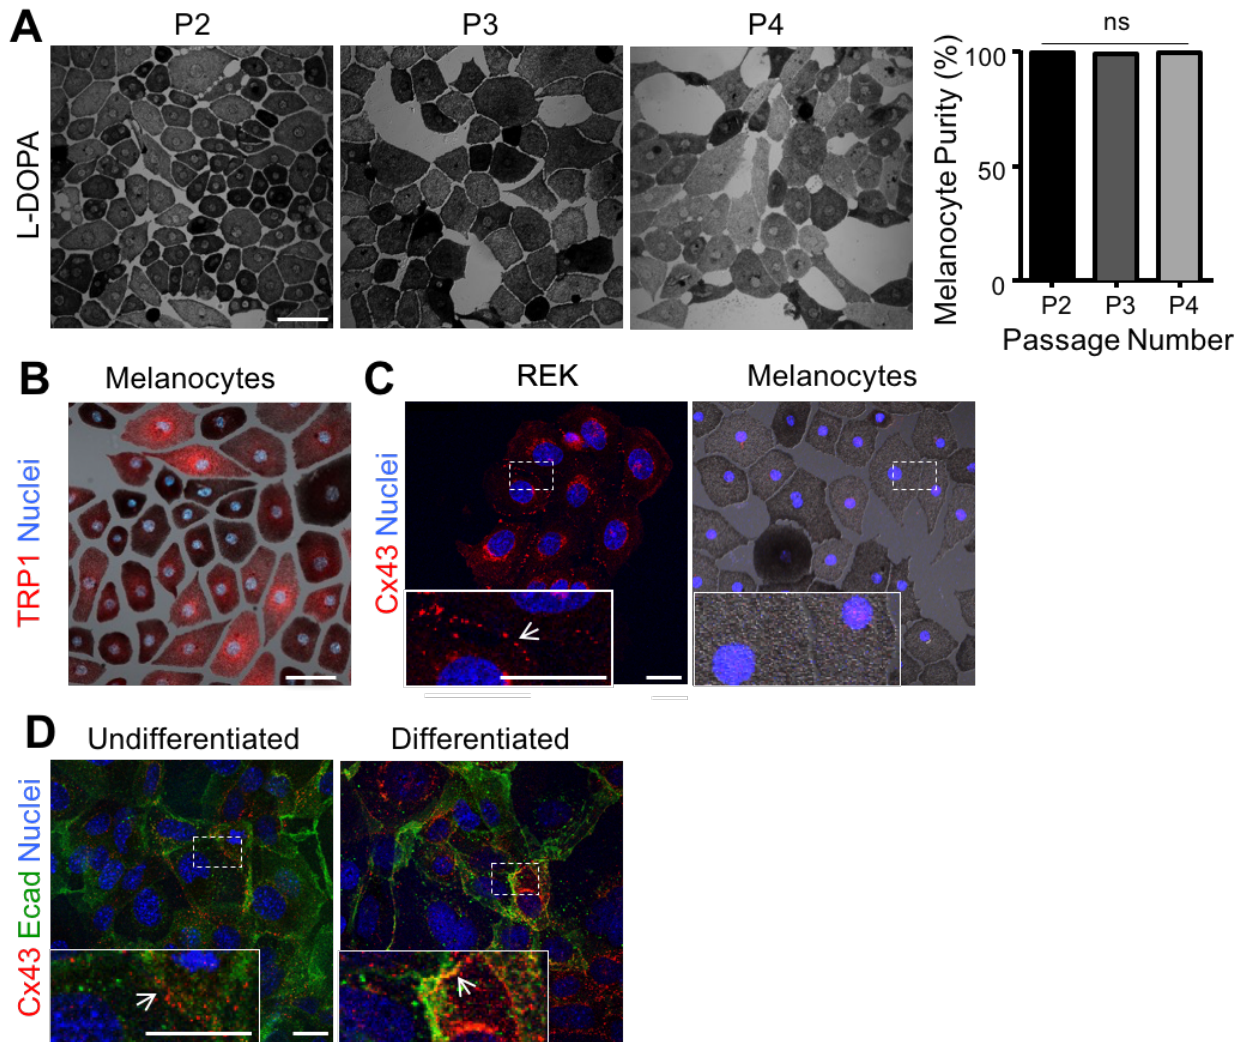 A
P2
P3
P4
L-DOPA
ns
100
50
0
Melanocyte Purity (%)
P2 P3 P4
Passage Number
B
Melanocytes
TRP1 Nuclei
C
REK
Melanocytes
Cx43 Nuclei
D
Undifferentiated
Differentiated
Cx43 Ecad Nuclei